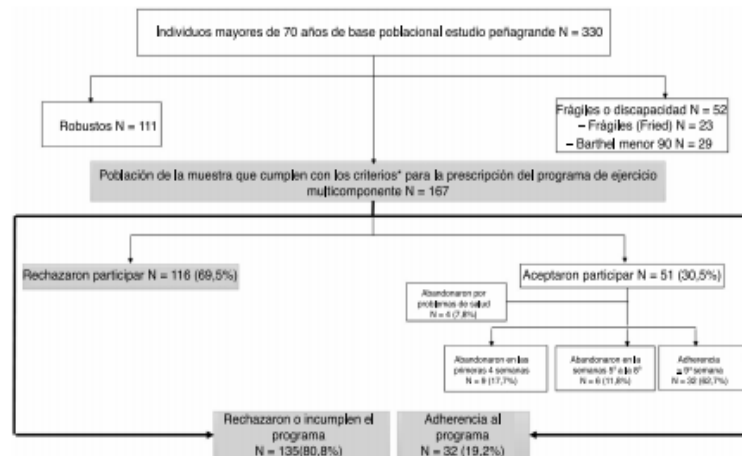 Individuos mayores de 70 años de base poblacional estudio peñagrande N = 330
Robustos N = 111
Frágiles o discapacidad N = 52
– Frágiles (Fried) N = 23
– Barthel menor 90 N = 29
Población de la muestra que cumplen con los criterios* para la prescripción del programa de ejercicio
multicomponente N = 167
Rechazaron participar N = 116 (69,5%)
Aceptaron participar N = 51 (30,5%)
Abandonaron por
problemas de salud
N = 4 (7,8%)
Abandonaron en las
primeras 4 semanas
N = 9 (17,7%)
Abandonaron en la
semanas 5ª a la 8ª
N = 6 (11,8%)
Adherencia
≥ 9ª semana
N = 32 (62,7%)
Rechazaron o incumplen el
programa
N = 135(80,8%)
Adherencia al
programa
N = 32 (19,2%)